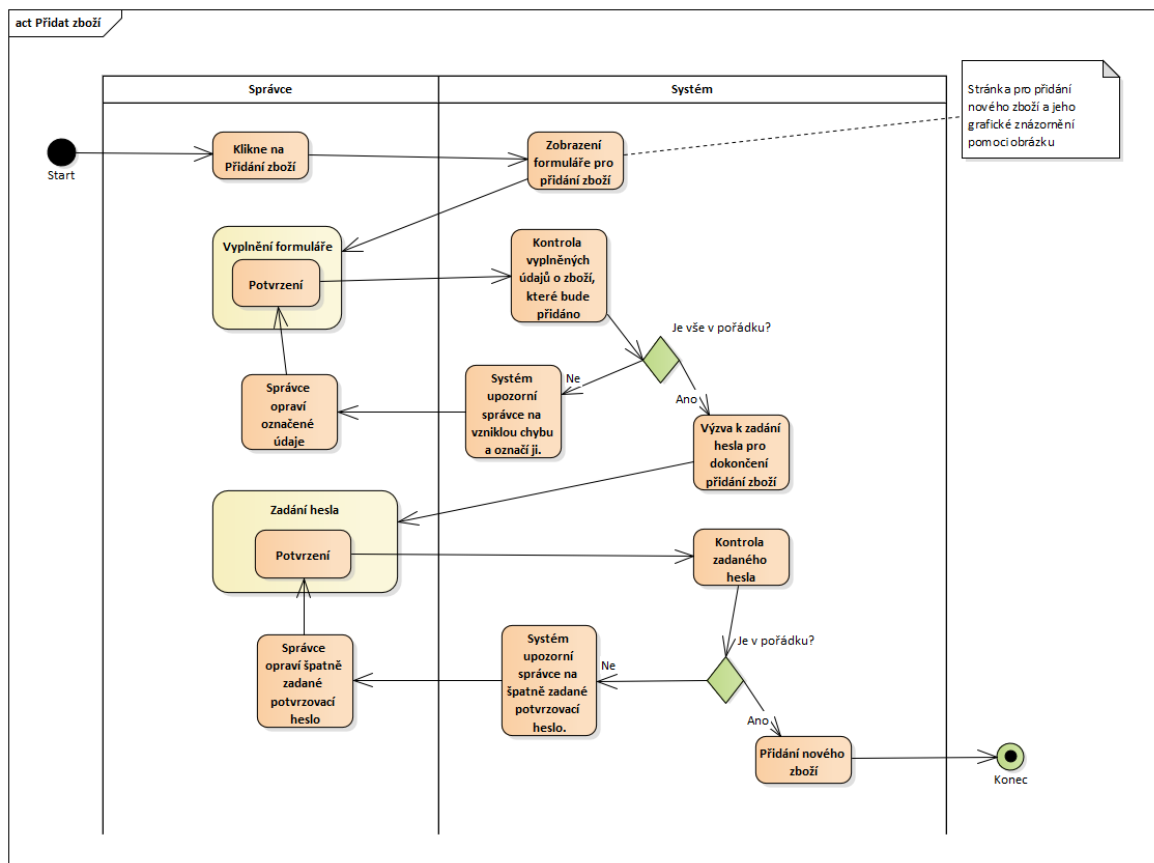 act Přidat zboží
Správce
Systém
Stránka pro přidání
nového zboží a jeho
grafické znázornění
pomoci obrázku
Start
Klikne na
Přidání zboží
Zobrazení
formuláře pro
přidání zboží
Vyplnění formuláře
Potvrzení
Kontrola
vyplněných
údajů o zboží,
které bude
přidáno
Je vše v pořádku?
Ne
Ano
Správce
opraví
označené
údaje
Systém
upozorní
správce na
vzniklou chybu
a označí ji.
Výzva k zadání
hesla pro
dokončení
přidání zboží
Zadání hesla
Potvrzení
Kontrola
zadaného
hesla
Je v pořádku?
Ne
Ano
Správce
opraví špatně
zadané
potvrzovací
heslo
Systém
upozorní
správce na
špatně zadané
potvrzovací
heslo.
Přidání nového
zboží
Konec